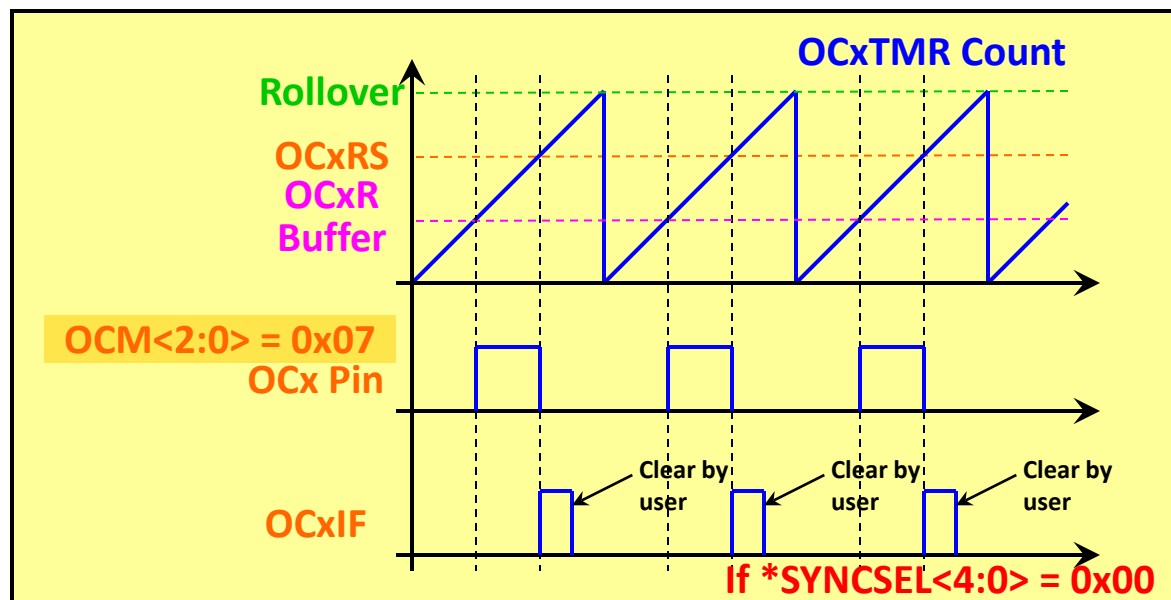 OCxTMR Count
Rollover
OCxRS
OCxR
Buffer
OCM<2:0> = 0x07
OCx Pin
Clear by
user
Clear by
user
Clear by
user
OCxIF
If *SYNCSEL<4:0> = 0x00